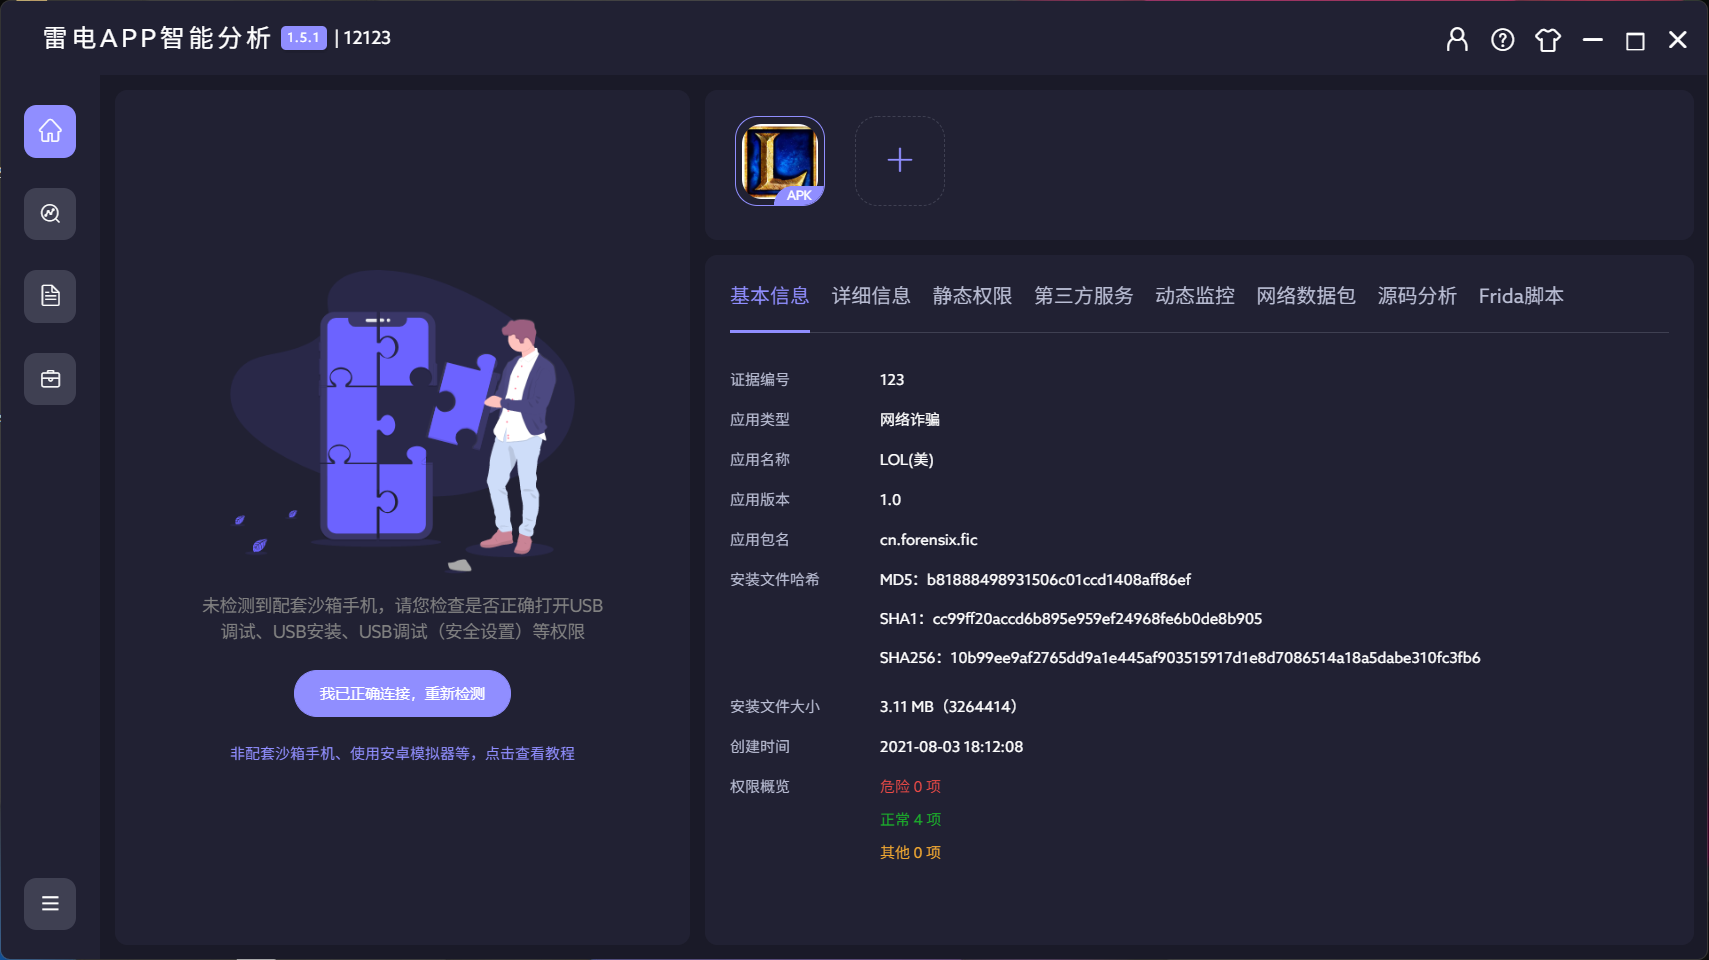 雷电APP智能分析 1.5.1 | 12123
APK
基本信息 详细信息 静态权限 第三方服务 动态监控 网络数据包 源码分析 Frida脚本
证据编号 123
应用类型 网络诈骗
应用名称 LOL(美)
应用版本 1.0
应用包名 cn.forensix.fic
安装文件哈希 MD5：b81888498931506c01ccd1408aff86ef
SHA1：cc99ff20accd6b895e959ef24968fe6b0de8b905
SHA256：10b99ee9af2765dd9a1e445af903515917d1e8d7086514a18a5dabe310fc3fb6
安装文件大小 3.11 MB（3264414）
创建时间 2021-08-03 18:12:08
权限概览 危险 0 项
正常 4 项
其他 0 项
未检测到配套沙箱手机，请您检查是否正确打开USB
调试、USB安装、USB调试（安全设置）等权限
我已正确连接，重新检测
非配套沙箱手机、使用安卓模拟器等，点击查看教程